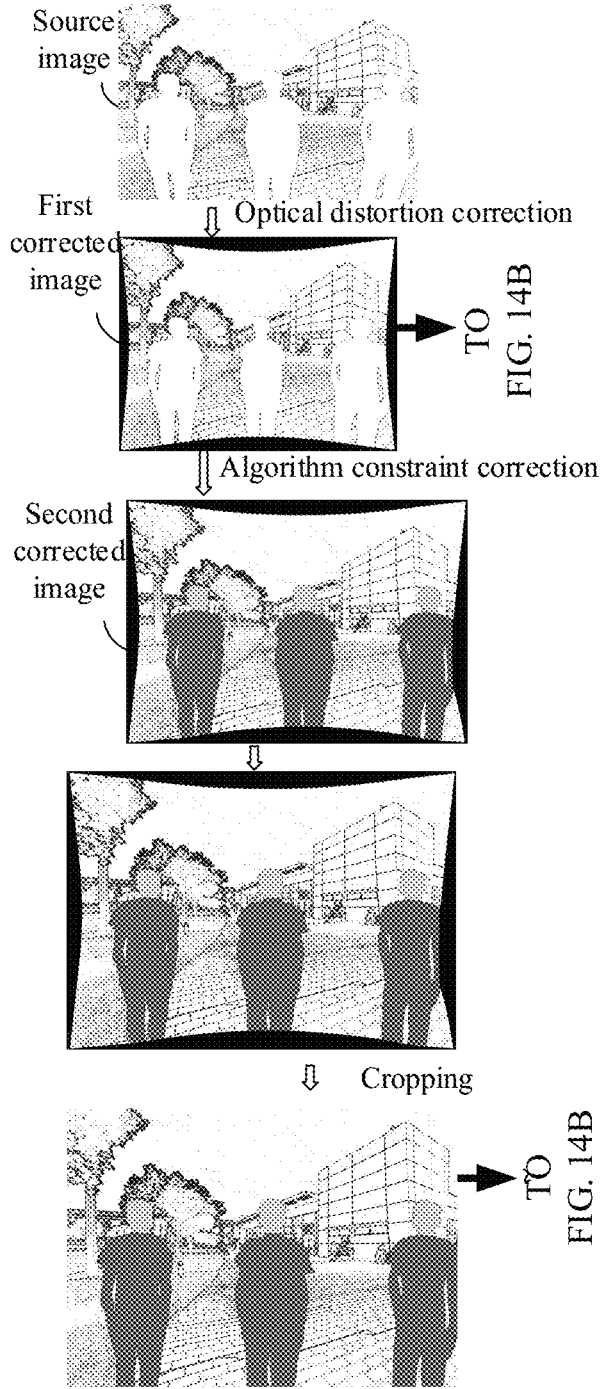 Source
image
First
corrected
image
Optical distortion correction
TO
FIG. 14B
Algorithm constraint correction
Second
corrected
image
Cropping
TO
FIG. 14B